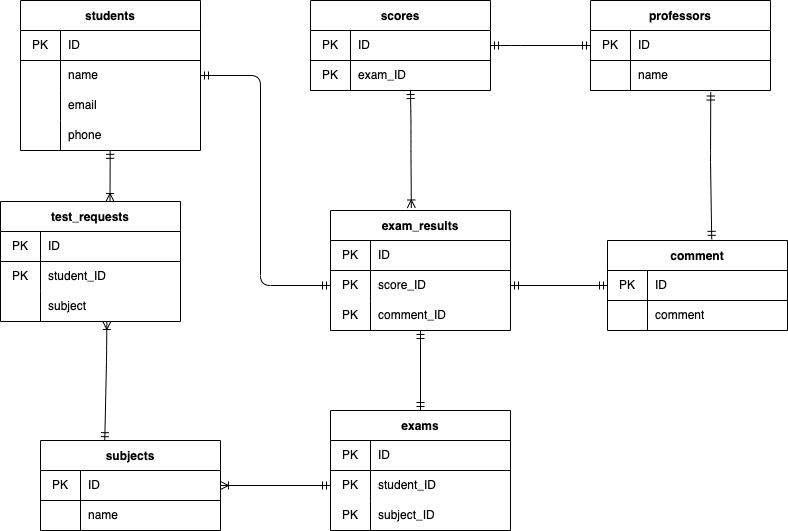 students
PK ID
name
email
phone
scores
PK ID
PK exam_ID
professors
PK ID
name
test_requests
PK ID
PK student_ID
subject
exam_results
PK ID
PK score_ID
PK comment_ID
comment
PK ID
comment
subjects
PK ID
name
exams
PK ID
PK student_ID
PK subject_ID